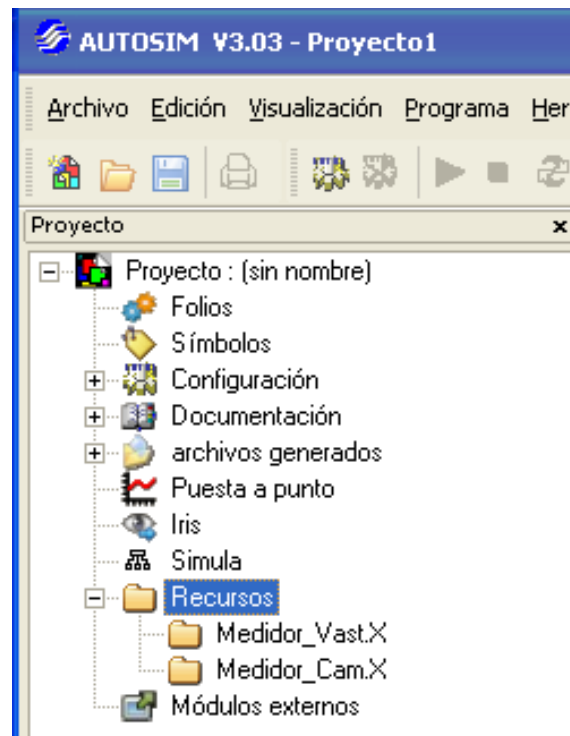 AUTOSIM V3.03 - Proyecto1
Archivo Edición Visualización Programa Her
Proyecto
Proyecto : (sin nombre)
Folios
Símbolos
Configuración
Documentación
archivos generados
Puesta a punto
Iris
Simula
Recursos
Medidor_Vast.X
Medidor_Cam.X
Módulos externos